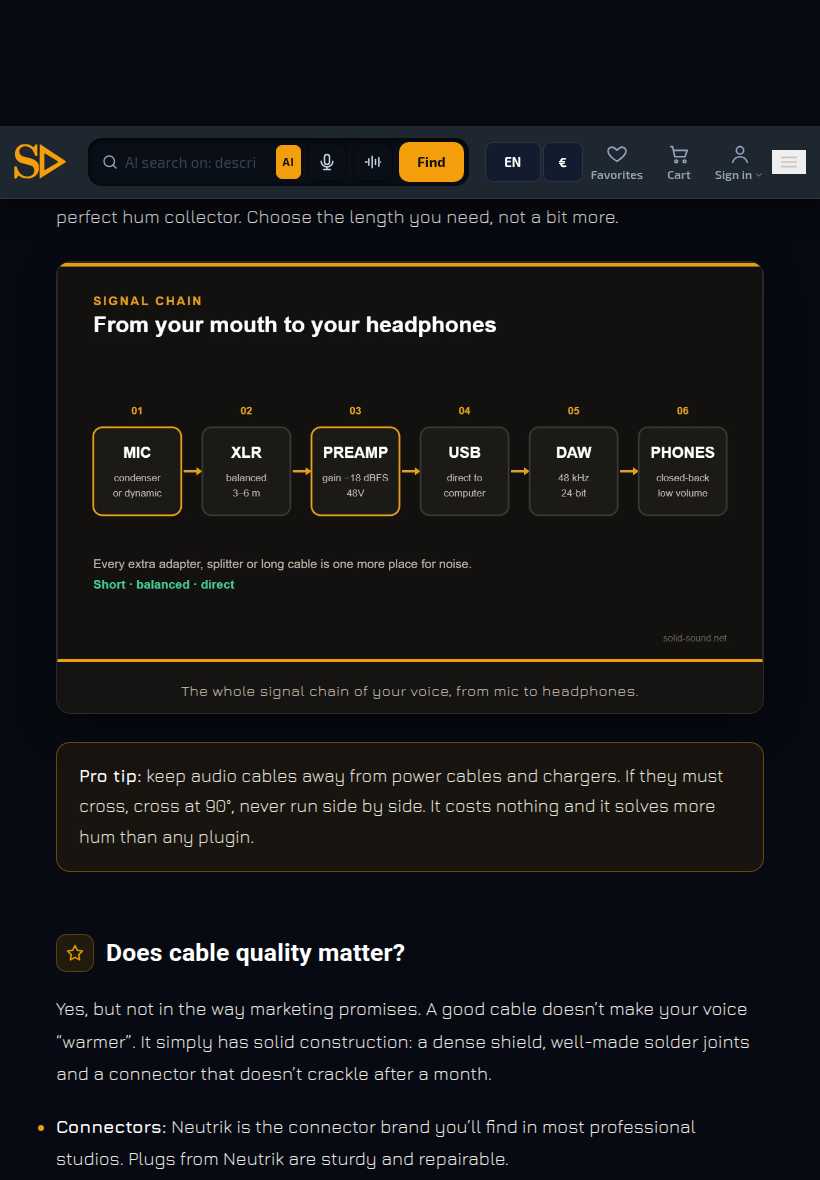 SD
AI search on: descri
AI
Find
EN
€
Favorites
Cart
Sign in
perfect hum collector. Choose the length you need, not a bit more.
SIGNAL CHAIN
From your mouth to your headphones
01 02 03 04 05 06
MIC XLR PREAMP USB DAW PHONES
condenser balanced gain −18 dBFS direct to 48 kHz closed-back
or dynamic 3–6 m 48V computer 24-bit low volume
Every extra adapter, splitter or long cable is one more place for noise.
Short · balanced · direct
solid-sound.net
The whole signal chain of your voice, from mic to headphones.
Pro tip: keep audio cables away from power cables and chargers. If they must
cross, cross at 90°, never run side by side. It costs nothing and it solves more
hum than any plugin.
Does cable quality matter?
Yes, but not in the way marketing promises. A good cable doesn’t make your voice
“warmer”. It simply has solid construction: a dense shield, well-made solder joints
and a connector that doesn’t crackle after a month.
Connectors: Neutrik is the connector brand you’ll find in most professional
studios. Plugs from Neutrik are sturdy and repairable.